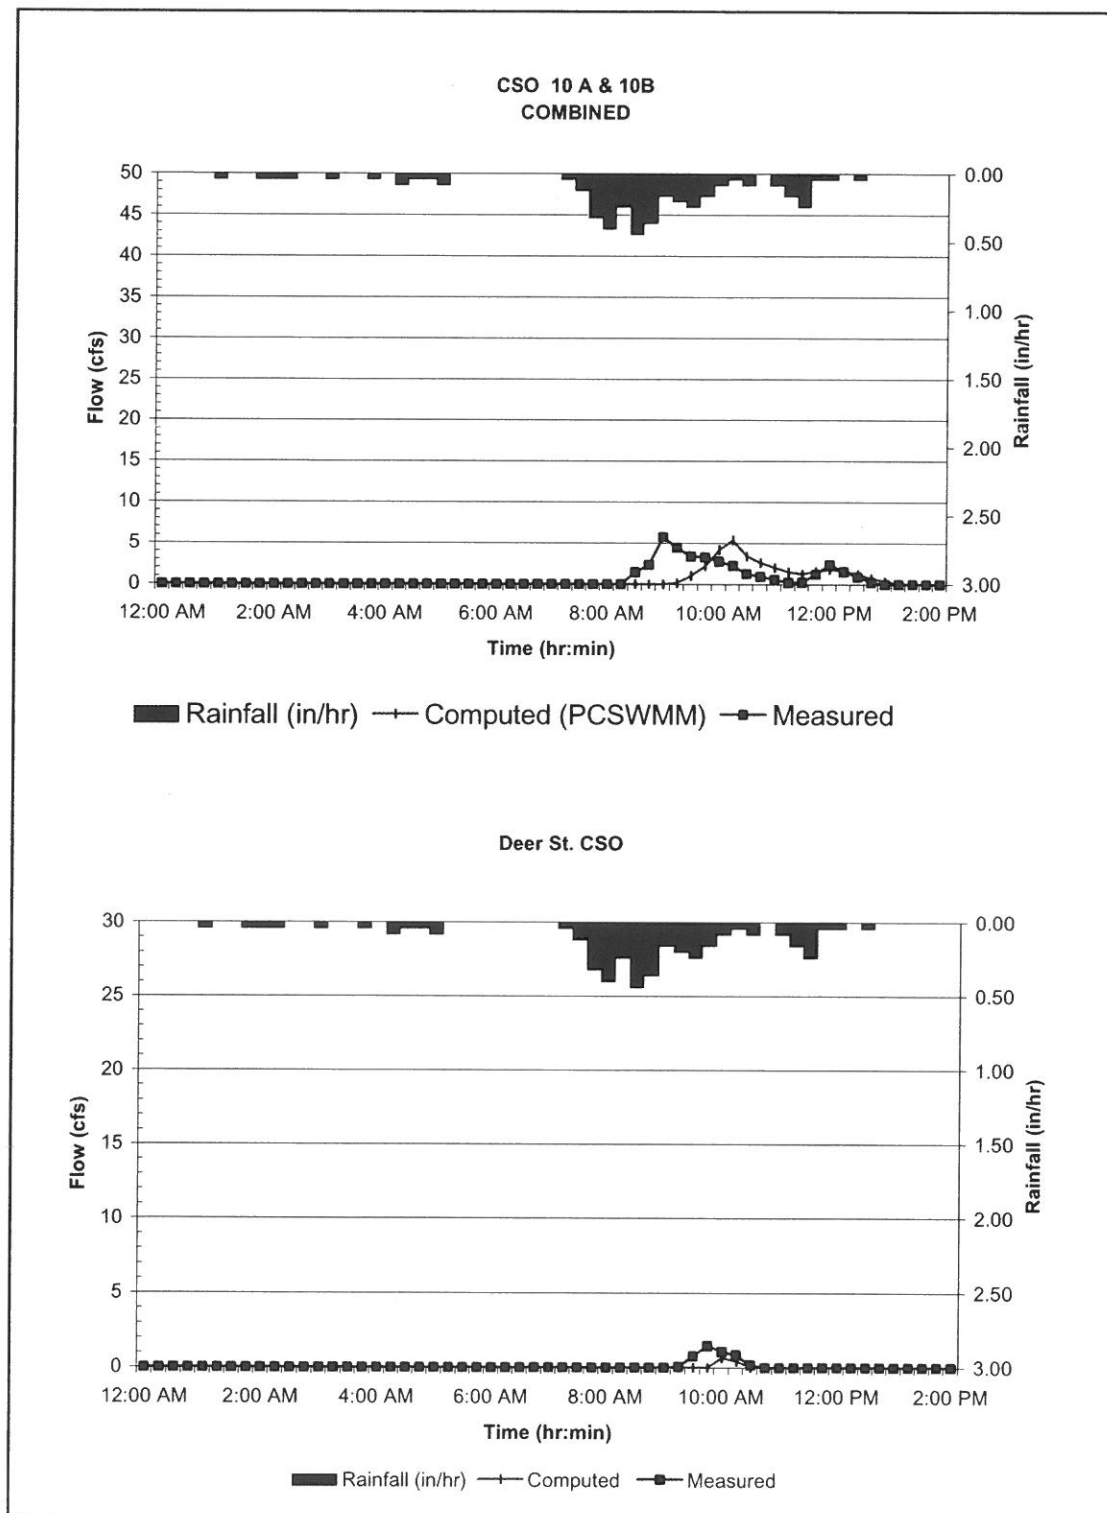 CSO 10 A & 10B
COMBINED
50
45
40
35
30
25
20
15
10
5
0
Flow (cfs)
0.00
0.50
1.00
1.50
2.00
2.50
3.00
Rainfall (in/hr)
12:00 AM 2:00 AM 4:00 AM 6:00 AM 8:00 AM 10:00 AM 12:00 PM 2:00 PM
Time (hr:min)
Rainfall (in/hr) Computed (PCSWMM) Measured
Deer St. CSO
30
25
20
15
10
5
0
Flow (cfs)
0.00
0.50
1.00
1.50
2.00
2.50
3.00
Rainfall (in/hr)
12:00 AM 2:00 AM 4:00 AM 6:00 AM 8:00 AM 10:00 AM 12:00 PM 2:00 PM
Time (hr:min)
Rainfall (in/hr) Computed Measured